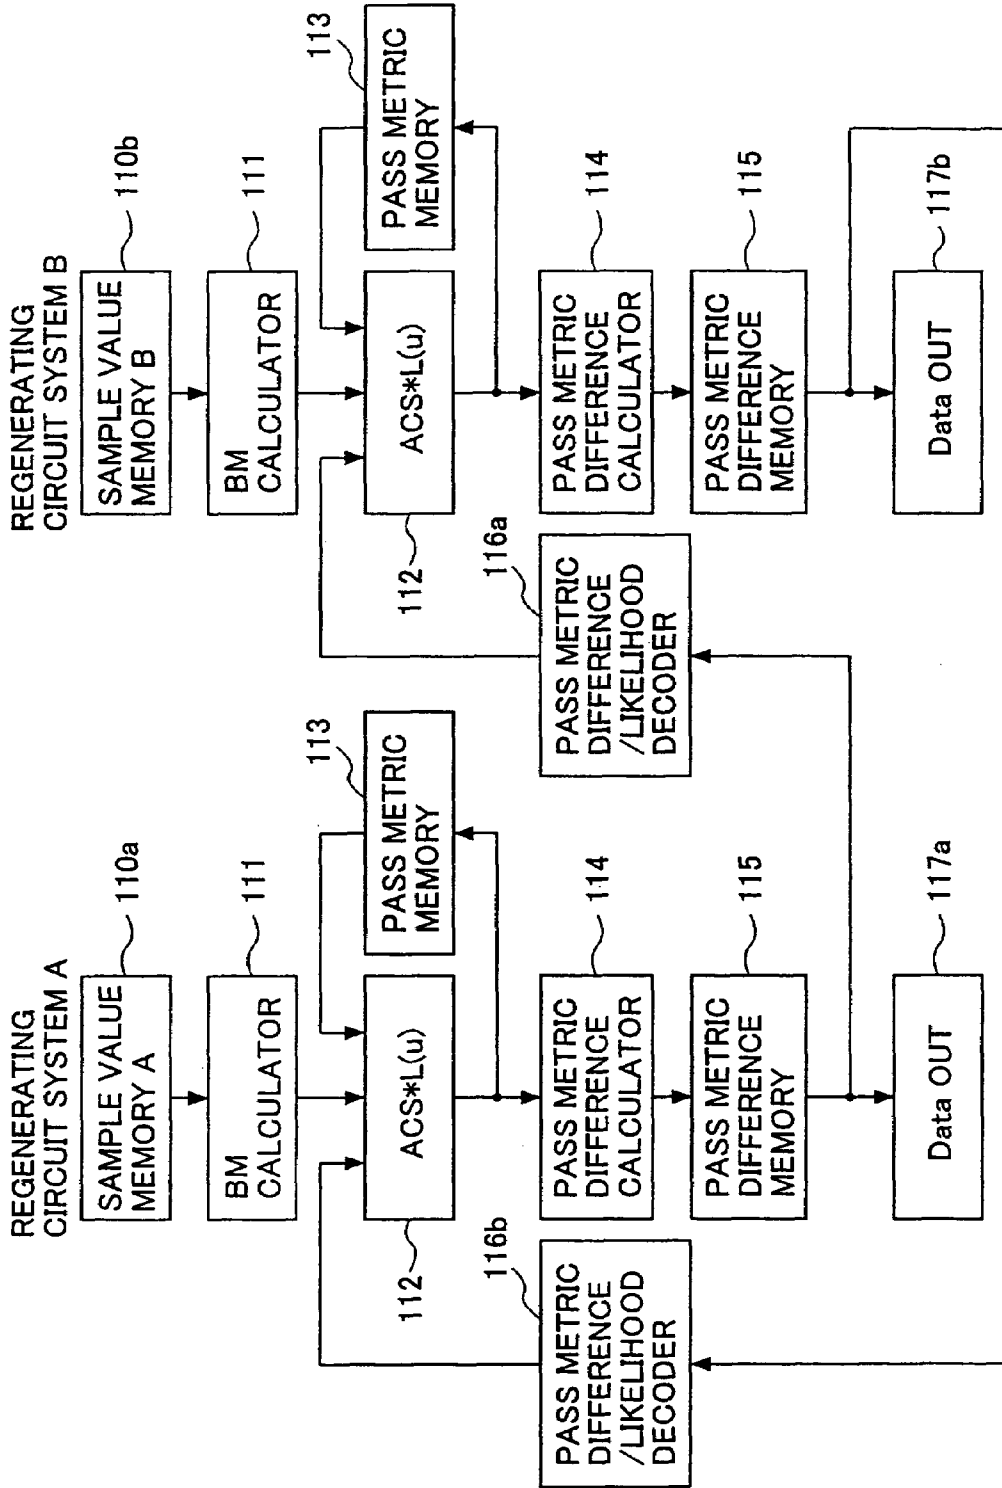 REGENERATING
CIRCUIT SYSTEM A
SAMPLE VALUE
MEMORY A
110a
BM
CALCULATOR
111
ACS*L(u)
112
PASS METRIC
MEMORY
113
PASS METRIC
DIFFERENCE
CALCULATOR
114
PASS METRIC
DIFFERENCE
MEMORY
115
PASS METRIC
DIFFERENCE
/LIKELIHOOD
DECODER
116b
Data OUT
117a
REGENERATING
CIRCUIT SYSTEM B
SAMPLE VALUE
MEMORY B
110b
BM
CALCULATOR
111
ACS*L(u)
112
PASS METRIC
MEMORY
113
PASS METRIC
DIFFERENCE
CALCULATOR
114
PASS METRIC
DIFFERENCE
MEMORY
115
PASS METRIC
DIFFERENCE
/LIKELIHOOD
DECODER
116a
Data OUT
117b